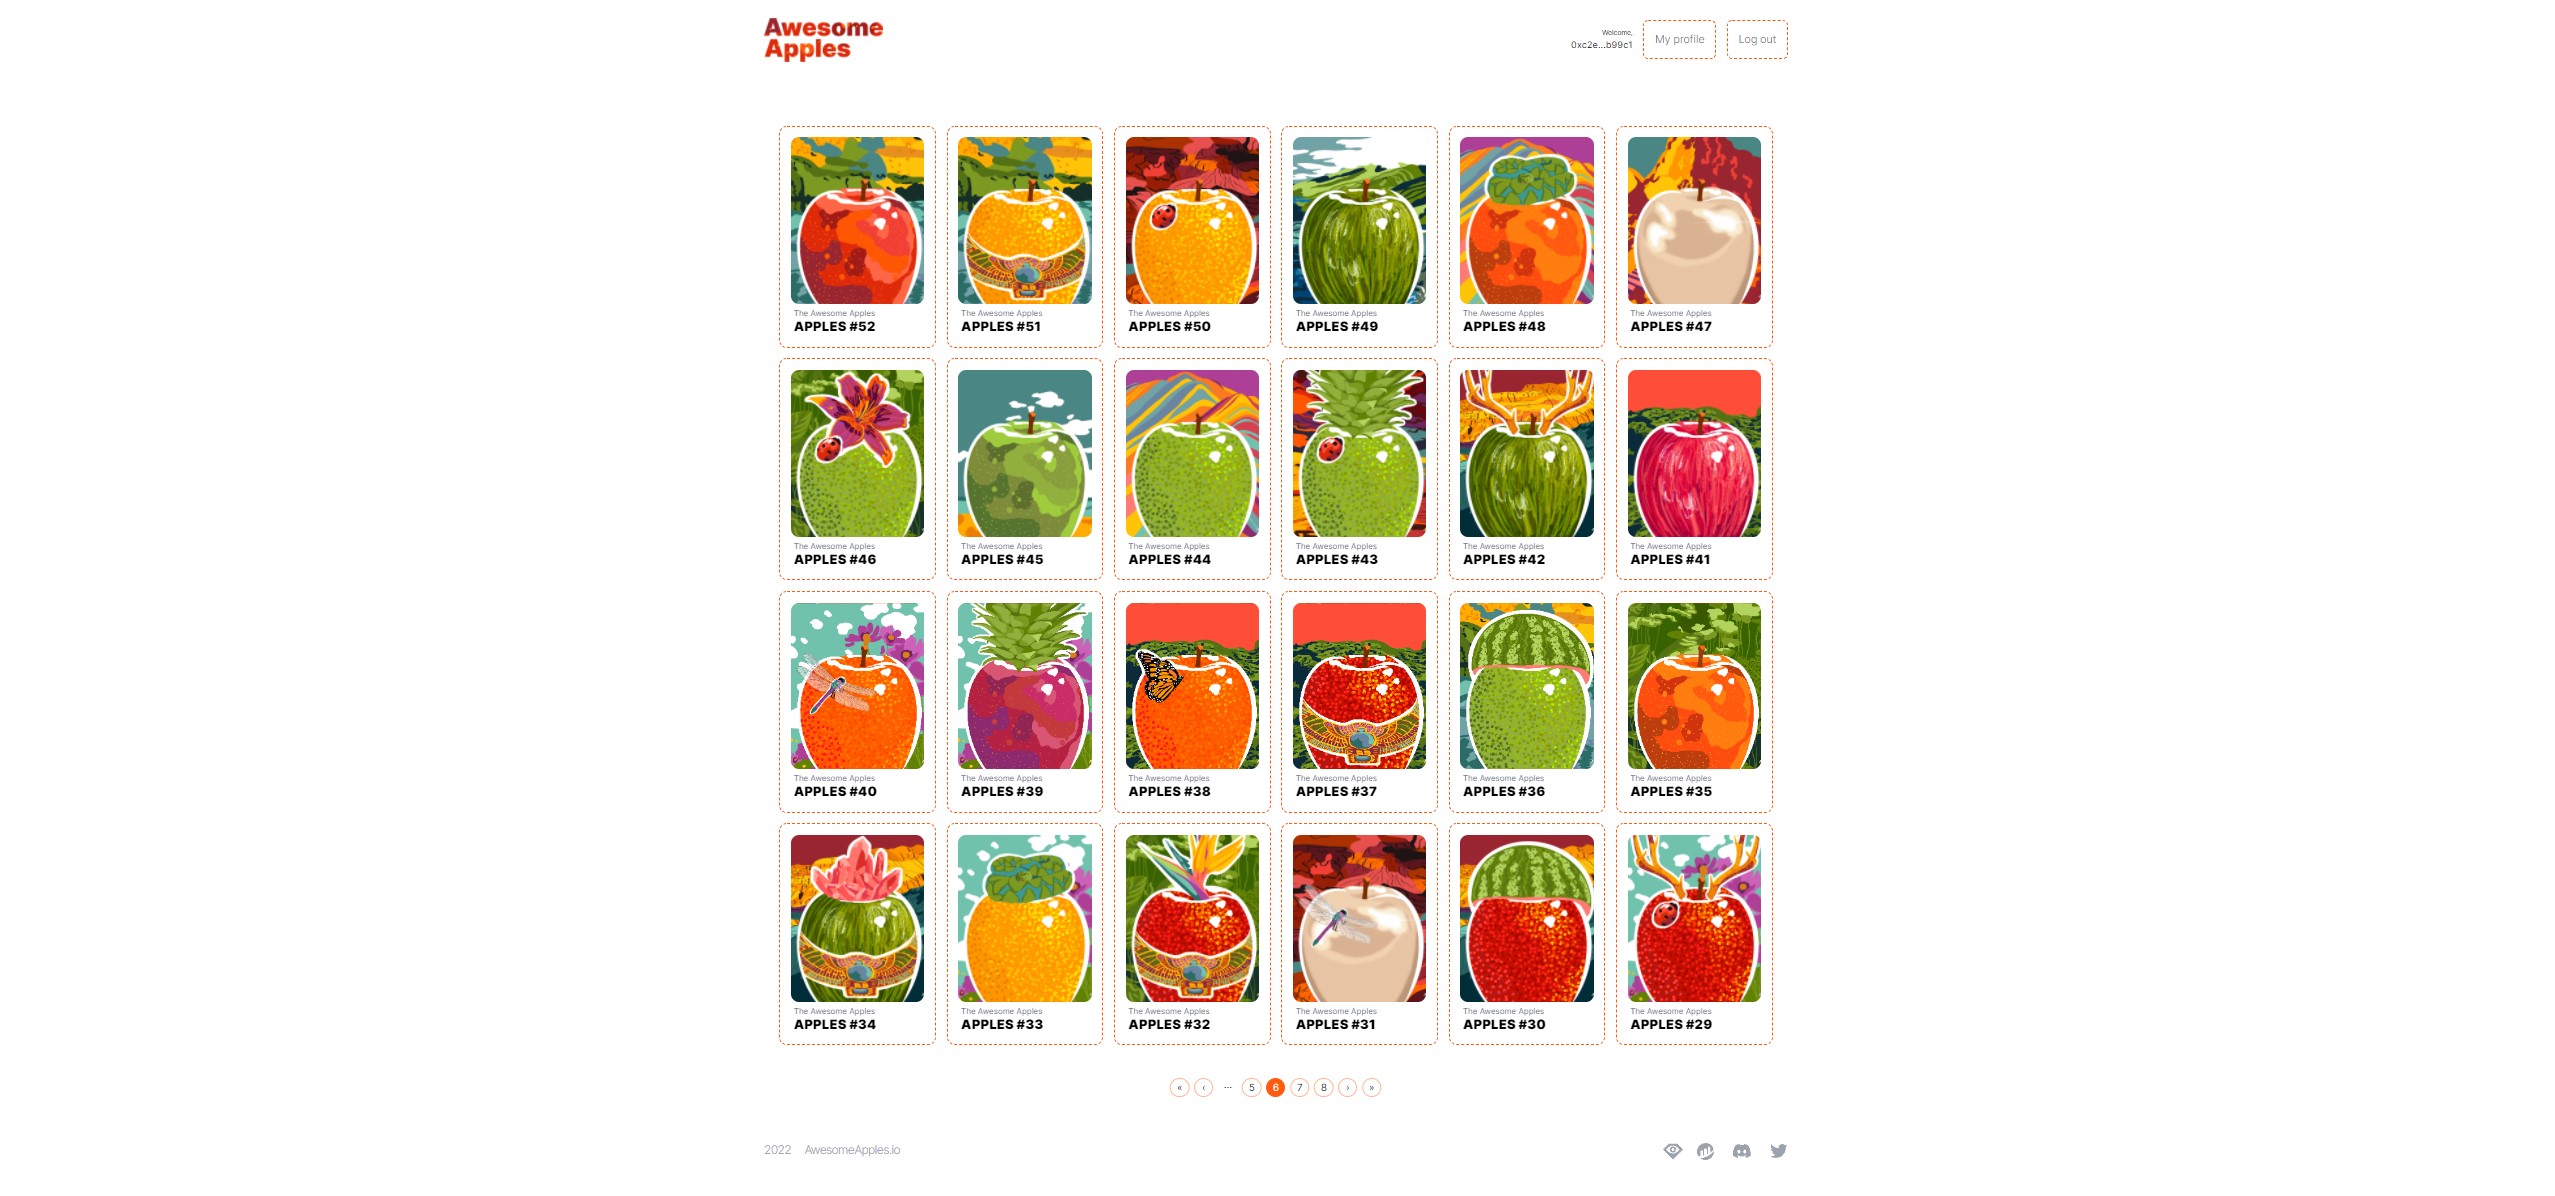 Awesome
Apples
Welcome,
0xc2e...b99c1
My profile
Log out
The Awesome Apples
APPLES #52
The Awesome Apples
APPLES #51
The Awesome Apples
APPLES #50
The Awesome Apples
APPLES #49
The Awesome Apples
APPLES #48
The Awesome Apples
APPLES #47
The Awesome Apples
APPLES #46
The Awesome Apples
APPLES #45
The Awesome Apples
APPLES #44
The Awesome Apples
APPLES #43
The Awesome Apples
APPLES #42
The Awesome Apples
APPLES #41
The Awesome Apples
APPLES #40
The Awesome Apples
APPLES #39
The Awesome Apples
APPLES #38
The Awesome Apples
APPLES #37
The Awesome Apples
APPLES #36
The Awesome Apples
APPLES #35
The Awesome Apples
APPLES #34
The Awesome Apples
APPLES #33
The Awesome Apples
APPLES #32
The Awesome Apples
APPLES #31
The Awesome Apples
APPLES #30
The Awesome Apples
APPLES #29
« ‹ ... 5 6 7 8 › »
2022 AwesomeApples.io